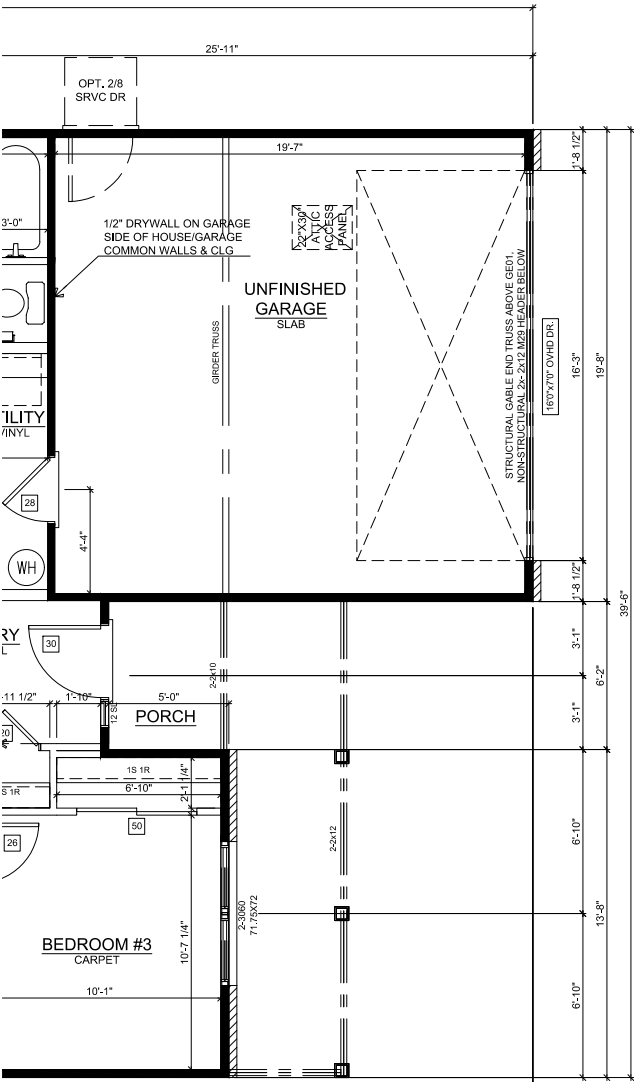 25'-11"
OPT. 2/8
SRVC DR
19'-7"
1'-8 1/2"
3'-0"
1/2" DRYWALL ON GARAGE
SIDE OF HOUSE/GARAGE
COMMON WALLS & CLG
22"X30"
ATTIC
ACCESS
PANEL
UNFINISHED
GARAGE
SLAB
GIRDER TRUSS
STRUCTURAL GABLE END TRUSS ABOVE GE01,
NON-STRUCTURAL 2x- 2x12 M29 HEADER BELOW
16'0"x7'0" OVHD DR.
16'-3"
19'-8"
39'-6"
TILITY
VINYL
28
4'-4"
WH
1'-8 1/2"
RY
30
3'-1"
6'-2"
3'-1"
2-2x10
-11 1/2"
1'-10"
5'-0"
12 SL
PORCH
20
1S 1R
6'-10"
2'-1 1/4"
S 1R
50
26
2-2x12
6'-10"
13'-8"
6'-10"
2-3060
71.75X72
BEDROOM #3
CARPET
10'-7 1/4"
10'-1"